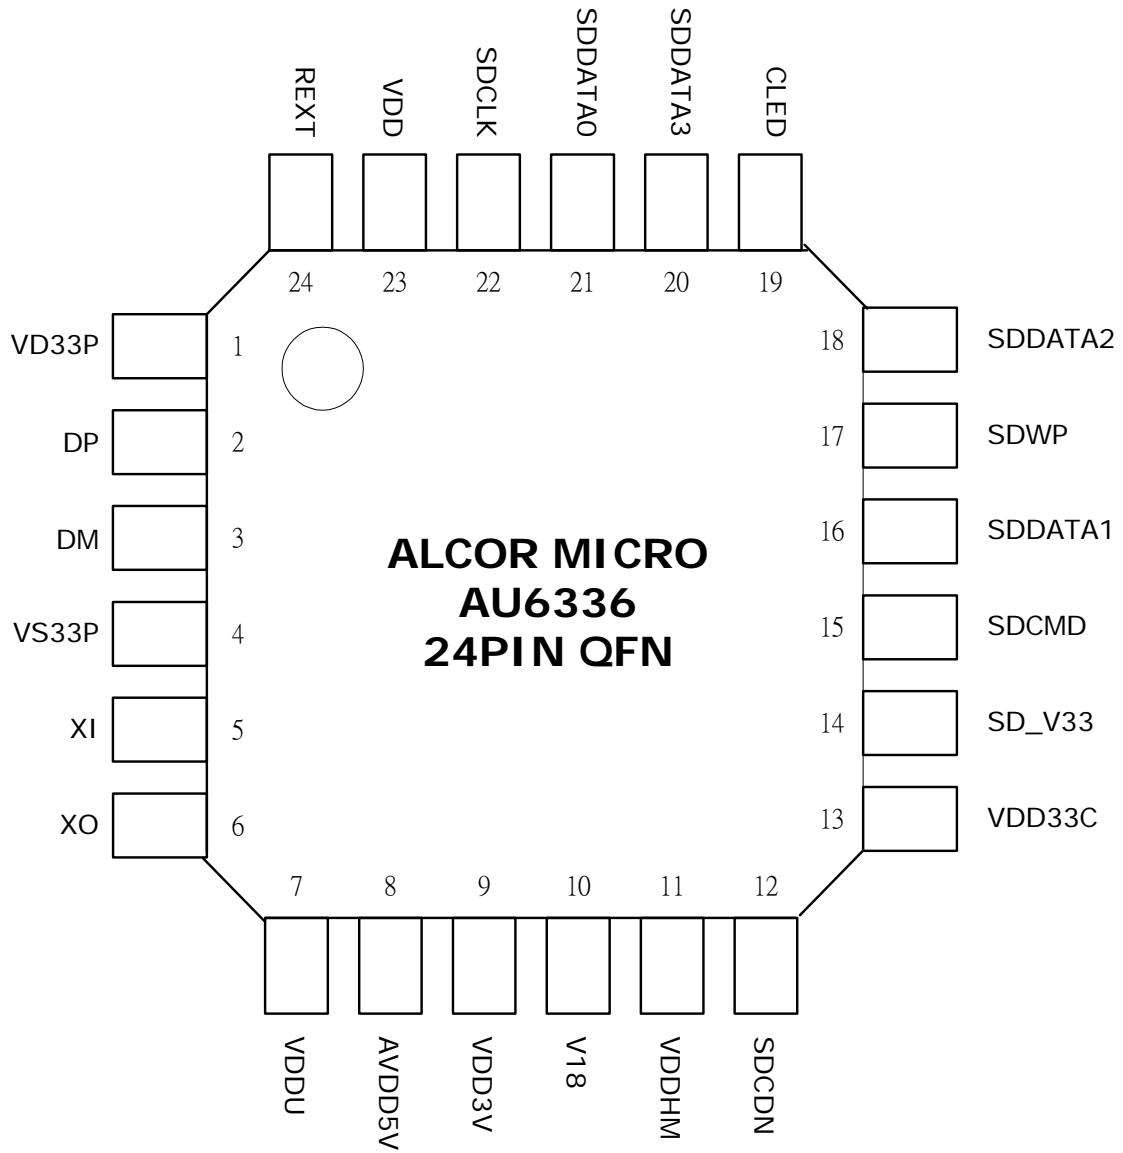 REXT
VDD
SDCLK
SDDATA0
SDDATA3
CLED
24
23
22
21
20
19
VD33P
1
18
SDDATA2
DP
2
17
SDWP
DM
3
16
SDDATA1
ALCOR MICRO
AU6336
24PIN QFN
VS33P
4
15
SDCMD
XI
5
14
SD_V33
XO
6
13
VDD33C
7
8
9
10
11
12
VDDU
AVDD5V
VDD3V
V18
VDDHM
SDCDN